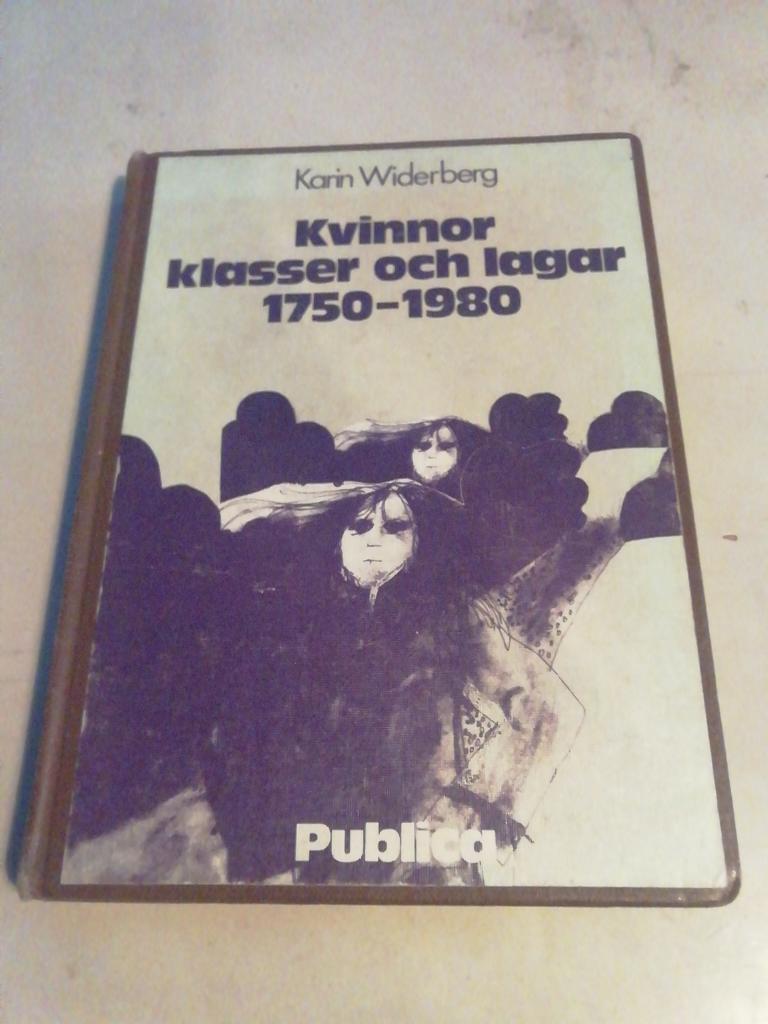 Karin Widerberg
Kvinnor
klasser och lagar
1750-1980
Publica